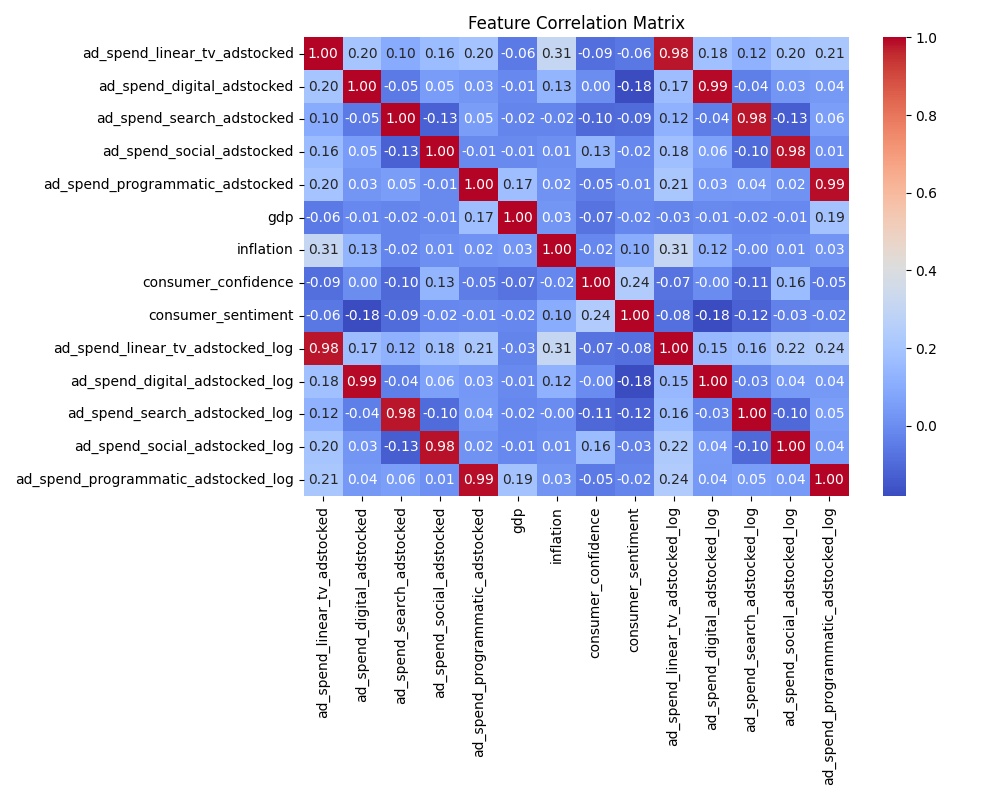 Feature Correlation Matrix
ad_spend_linear_tv_adstocked 1.00 0.20 0.10 0.16 0.20 -0.06 0.31 -0.09 -0.06 0.98 0.18 0.12 0.20 0.21
ad_spend_digital_adstocked 0.20 1.00 -0.05 0.05 0.03 -0.01 0.13 0.00 -0.18 0.17 0.99 -0.04 0.03 0.04
ad_spend_search_adstocked 0.10 -0.05 1.00 -0.13 0.05 -0.02 -0.02 -0.10 -0.09 0.12 -0.04 0.98 -0.13 0.06
ad_spend_social_adstocked 0.16 0.05 -0.13 1.00 -0.01 -0.01 0.01 0.13 -0.02 0.18 0.06 -0.10 0.98 0.01
ad_spend_programmatic_adstocked 0.20 0.03 0.05 -0.01 1.00 0.17 0.02 -0.05 -0.01 0.21 0.03 0.04 0.02 0.99
gdp -0.06 -0.01 -0.02 -0.01 0.17 1.00 0.03 -0.07 -0.02 -0.03 -0.01 -0.02 -0.01 0.19
inflation 0.31 0.13 -0.02 0.01 0.02 0.03 1.00 -0.02 0.10 0.31 0.12 -0.00 0.01 0.03
consumer_confidence -0.09 0.00 -0.10 0.13 -0.05 -0.07 -0.02 1.00 0.24 -0.07 -0.00 -0.11 0.16 -0.05
consumer_sentiment -0.06 -0.18 -0.09 -0.02 -0.01 -0.02 0.10 0.24 1.00 -0.08 -0.18 -0.12 -0.03 -0.02
ad_spend_linear_tv_adstocked_log 0.98 0.17 0.12 0.18 0.21 -0.03 0.31 -0.07 -0.08 1.00 0.15 0.16 0.22 0.24
ad_spend_digital_adstocked_log 0.18 0.99 -0.04 0.06 0.03 -0.01 0.12 -0.00 -0.18 0.15 1.00 -0.03 0.04 0.04
ad_spend_search_adstocked_log 0.12 -0.04 0.98 -0.10 0.04 -0.02 -0.00 -0.11 -0.12 0.16 -0.03 1.00 -0.10 0.05
ad_spend_social_adstocked_log 0.20 0.03 -0.13 0.98 0.02 -0.01 0.01 0.16 -0.03 0.22 0.04 -0.10 1.00 0.04
ad_spend_programmatic_adstocked_log 0.21 0.04 0.06 0.01 0.99 0.19 0.03 -0.05 -0.02 0.24 0.04 0.05 0.04 1.00
ad_spend_linear_tv_adstocked
ad_spend_digital_adstocked
ad_spend_search_adstocked
ad_spend_social_adstocked
ad_spend_programmatic_adstocked
gdp
inflation
consumer_confidence
consumer_sentiment
ad_spend_linear_tv_adstocked_log
ad_spend_digital_adstocked_log
ad_spend_search_adstocked_log
ad_spend_social_adstocked_log
ad_spend_programmatic_adstocked_log
1.0
0.8
0.6
0.4
0.2
0.0